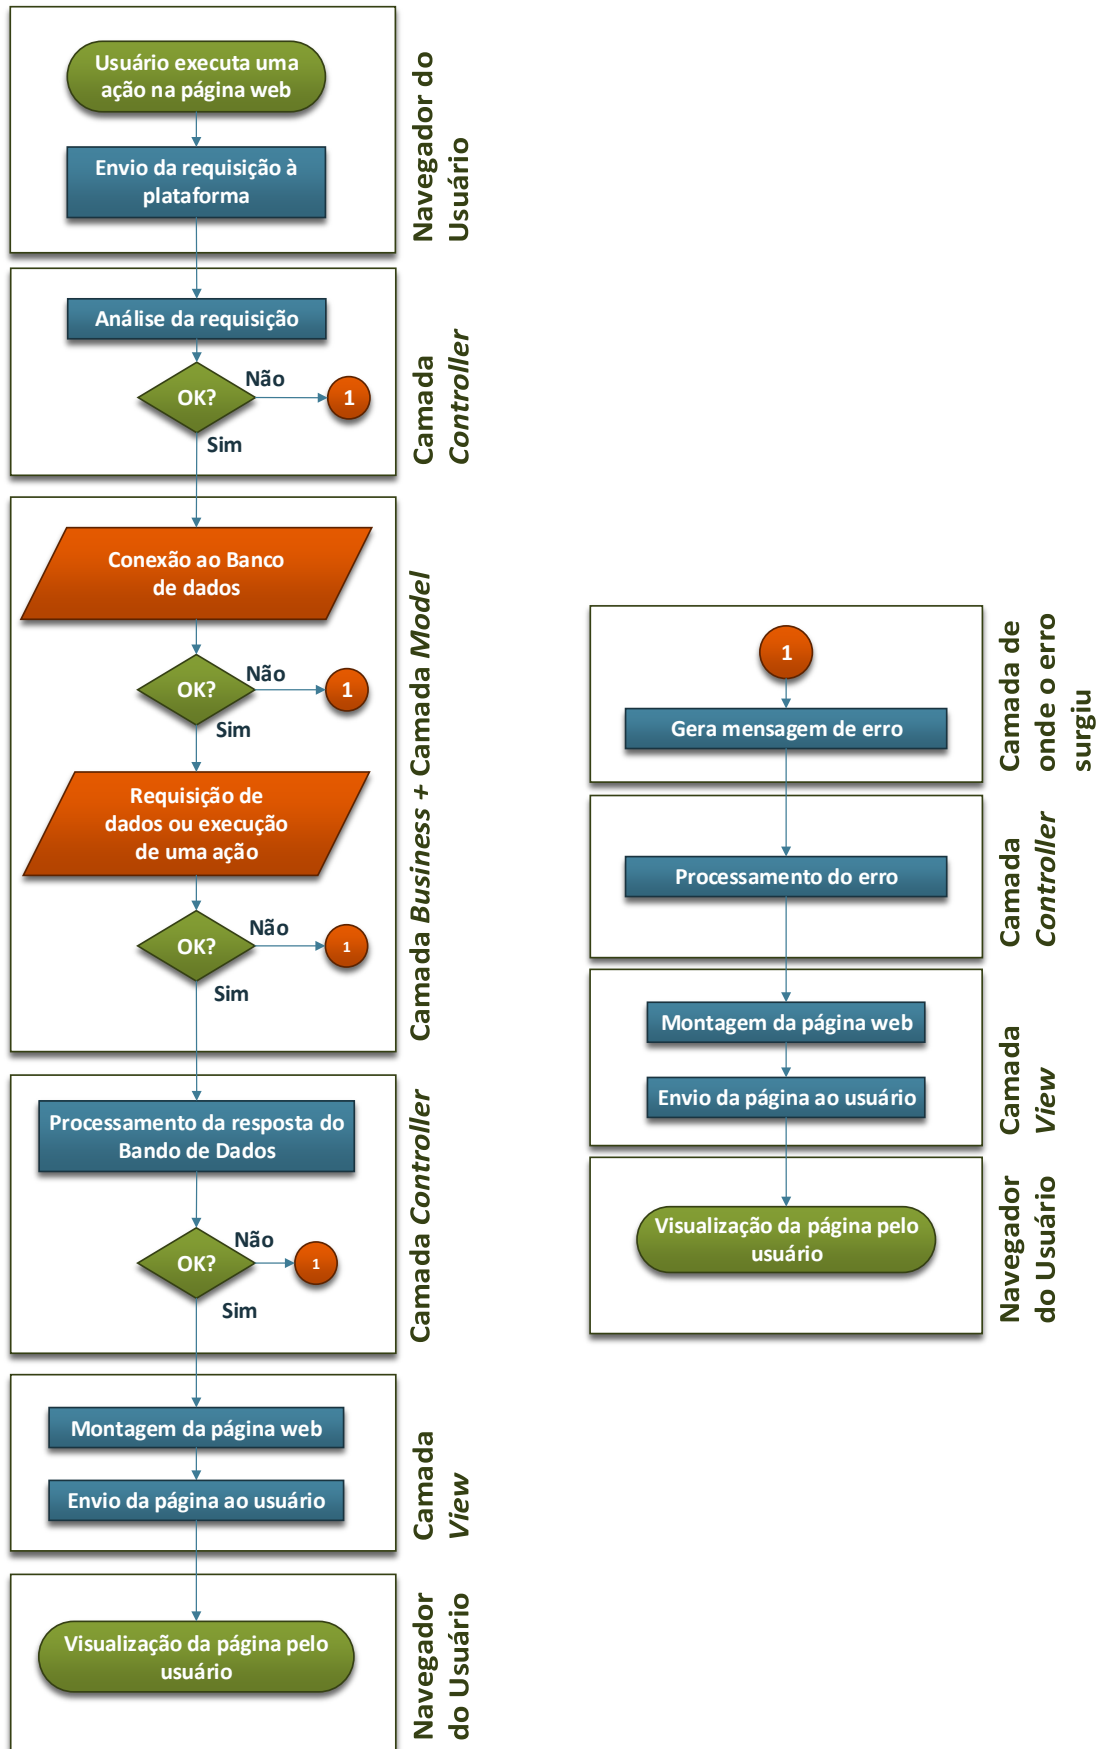 Usuário executa uma
ação na página web
Envio da requisição à
plataforma
Navegador do
Usuário
Análise da requisição
OK?
Não
1
Sim
Camada
Controller
Conexão ao Banco
de dados
OK?
Não
1
Sim
Requisição de
dados ou execução
de uma ação
OK?
Não
1
Sim
Camada Business + Camada Model
Processamento da resposta do
Bando de Dados
OK?
Não
1
Sim
Camada Controller
Montagem da página web
Envio da página ao usuário
Camada
View
Visualização da página pelo
usuário
Navegador
do Usuário
1
Gera mensagem de erro
Camada de
onde o erro
surgiu
Processamento do erro
Camada
Controller
Montagem da página web
Envio da página ao usuário
Camada
View
Visualização da página pelo
usuário
Navegador
do Usuário